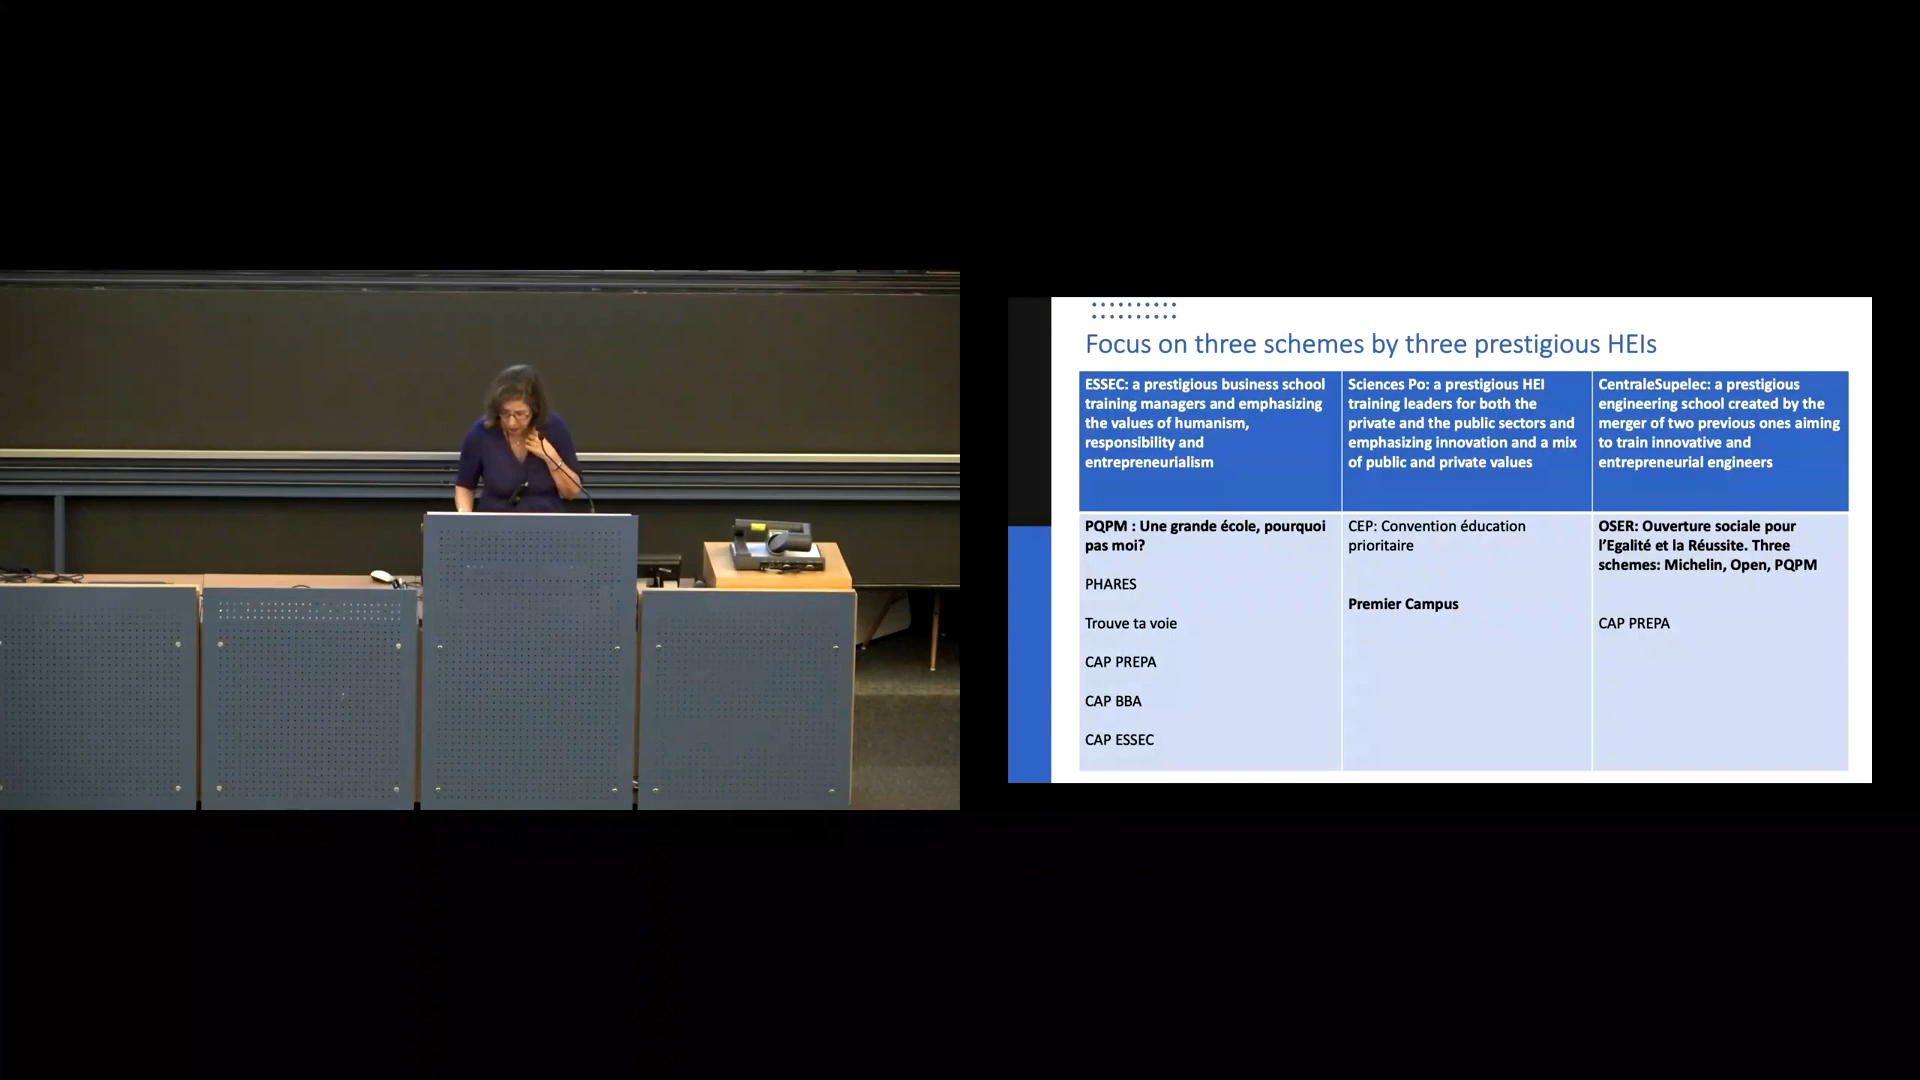 Focus on three schemes by three prestigious HEIs
ESSEC: a prestigious business school
training managers and emphasizing
the values of humanism,
responsibility and
entrepreneurialism
Sciences Po: a prestigious HEI
training leaders for both the
private and the public sectors and
emphasizing innovation and a mix
of public and private values
CentraleSupelec: a prestigious
engineering school created by the
merger of two previous ones aiming
to train innovative and
entrepreneurial engineers
PQPM : Une grande école, pourquoi
pas moi?
PHARES
Trouve ta voie
CAP PREPA
CAP BBA
CAP ESSEC
CEP: Convention éducation
prioritaire
Premier Campus
OSER: Ouverture sociale pour
l’Egalité et la Réussite. Three
schemes: Michelin, Open, PQPM
CAP PREPA